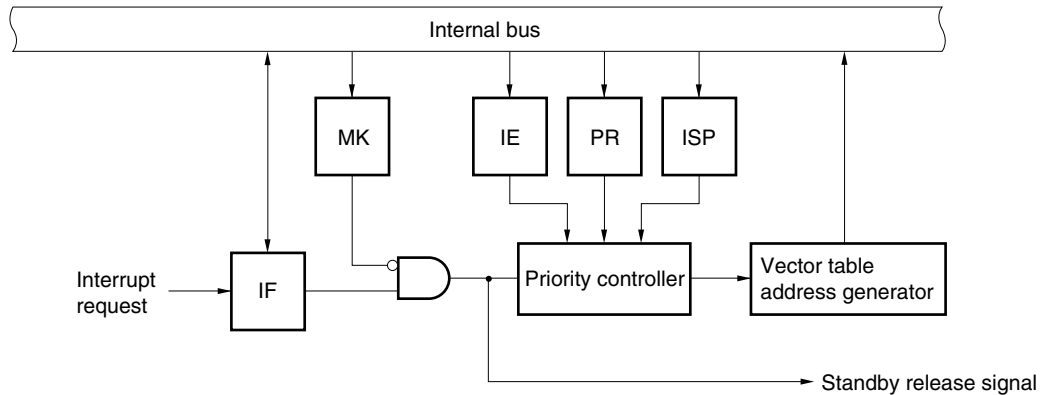 Internal bus
MK
IE
PR
ISP
Interrupt
request
IF
Priority controller
Vector table
address generator
Standby release signal